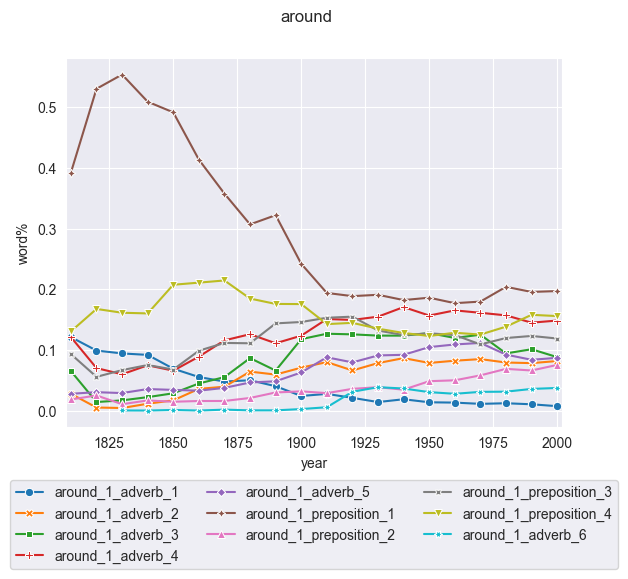 around
word%
0.5
0.4
0.3
0.2
0.1
0.0
1825 1850 1875 1900 1925 1950 1975 2000
year
around_1_adverb_1 around_1_adverb_5 around_1_preposition_3
around_1_adverb_2 around_1_preposition_1 around_1_preposition_4
around_1_adverb_3 around_1_preposition_2 around_1_adverb_6
around_1_adverb_4